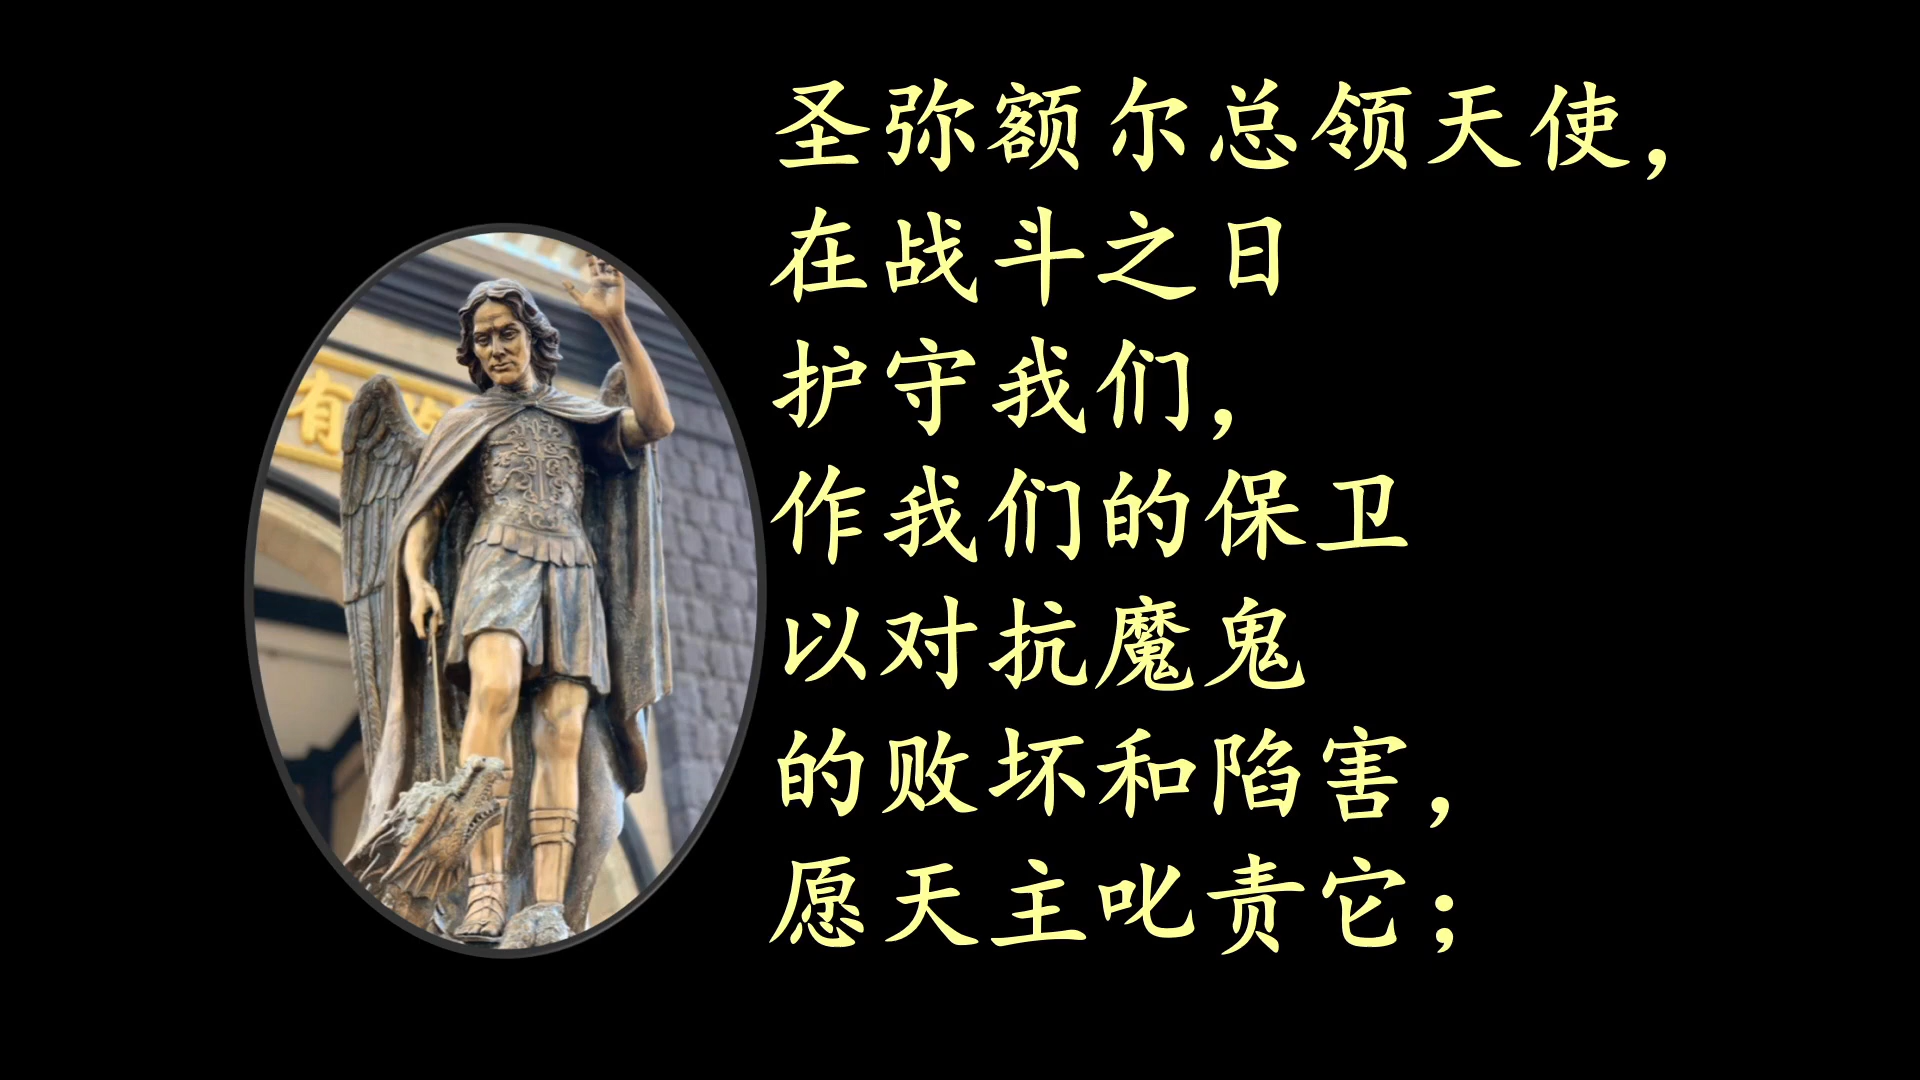 圣弥额尔总领天使，
在战斗之日
护守我们，
作我们的保卫
以对抗魔鬼
的败坏和陷害，
愿天主叱责它；
有